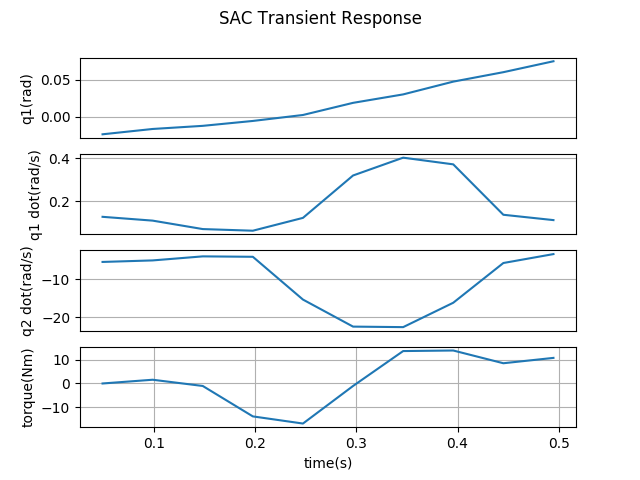 SAC Transient Response
q1(rad)
0.05
0.00
q1 dot(rad/s)
0.4
0.2
q2 dot(rad/s)
−10
−20
torque(Nm)
10
0
−10
0.1 0.2 0.3 0.4 0.5
time(s)